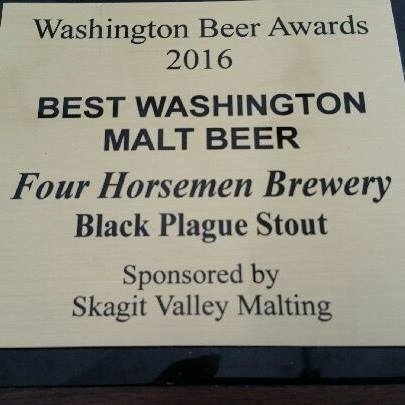 Washington Beer Awards
2016
BEST WASHINGTON
MALT BEER
Four Horsemen Brewery
Black Plague Stout
Sponsored by
Skagit Valley Malting